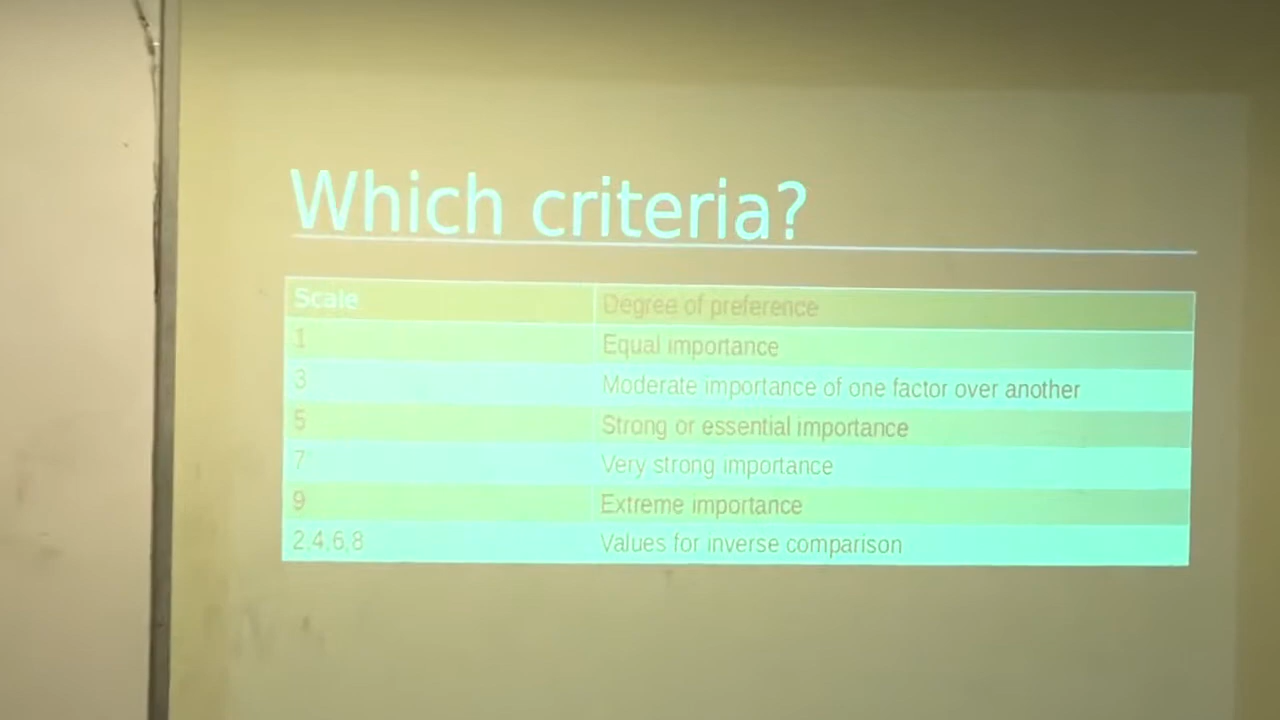 Which criteria?
Scale Degree of preference
1 Equal importance
3 Moderate importance of one factor over another
5 Strong or essential importance
7 Very strong importance
9 Extreme importance
2,4,6,8 Values for inverse comparison